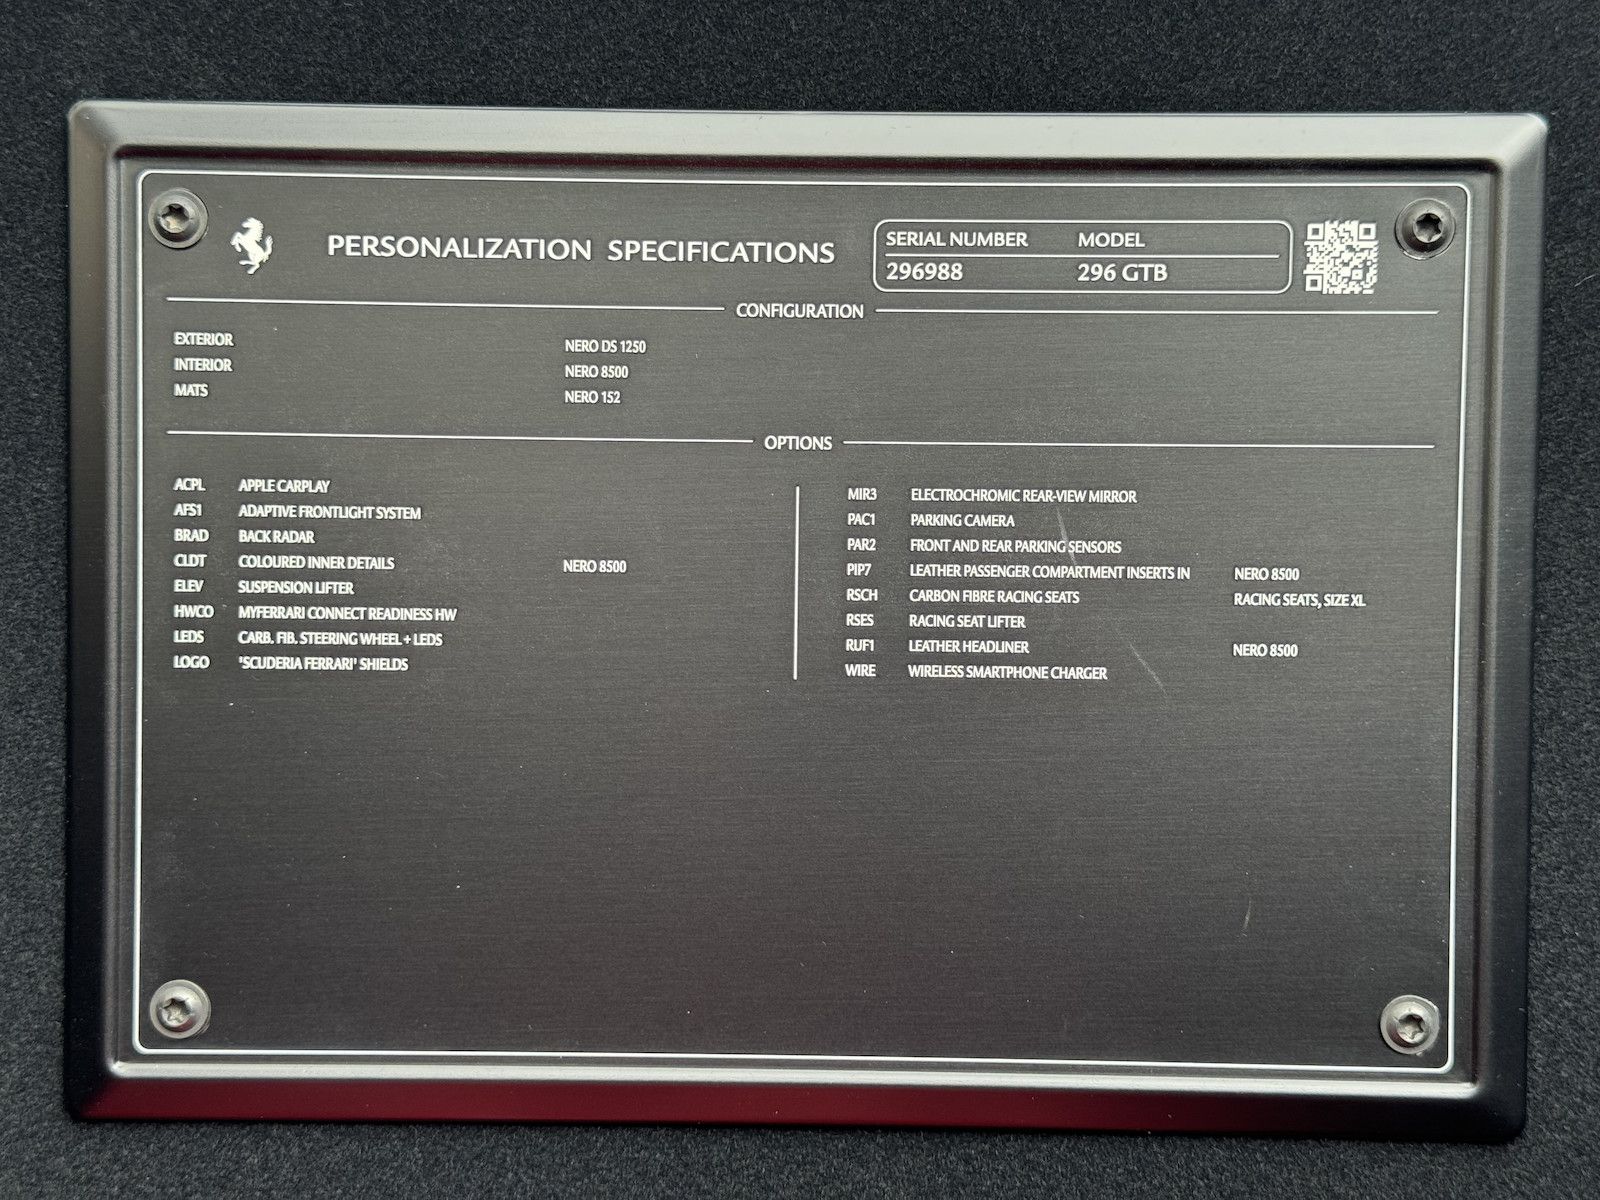 PERSONALIZATION SPECIFICATIONS
SERIAL NUMBER MODEL
296988 296 GTB
CONFIGURATION
EXTERIOR NERO DS 1250
INTERIOR NERO 8500
MATS NERO 152
OPTIONS
ACPL APPLE CARPLAY
AFS1 ADAPTIVE FRONTLIGHT SYSTEM
BRAD BACK RADAR
CLDT COLOURED INNER DETAILS NERO 8500
ELEV SUSPENSION LIFTER
HWCO MYFERRARI CONNECT READINESS HW
LEDS CARB. FIB. STEERING WHEEL + LEDS
LOGO 'SCUDERIA FERRARI' SHIELDS
MIR3 ELECTROCHROMIC REAR-VIEW MIRROR
PAC1 PARKING CAMERA
PAR2 FRONT AND REAR PARKING SENSORS
PIP7 LEATHER PASSENGER COMPARTMENT INSERTS IN NERO 8500
RSCH CARBON FIBRE RACING SEATS RACING SEATS, SIZE XL
RSES RACING SEAT LIFTER
RUF1 LEATHER HEADLINER NERO 8500
WIRE WIRELESS SMARTPHONE CHARGER